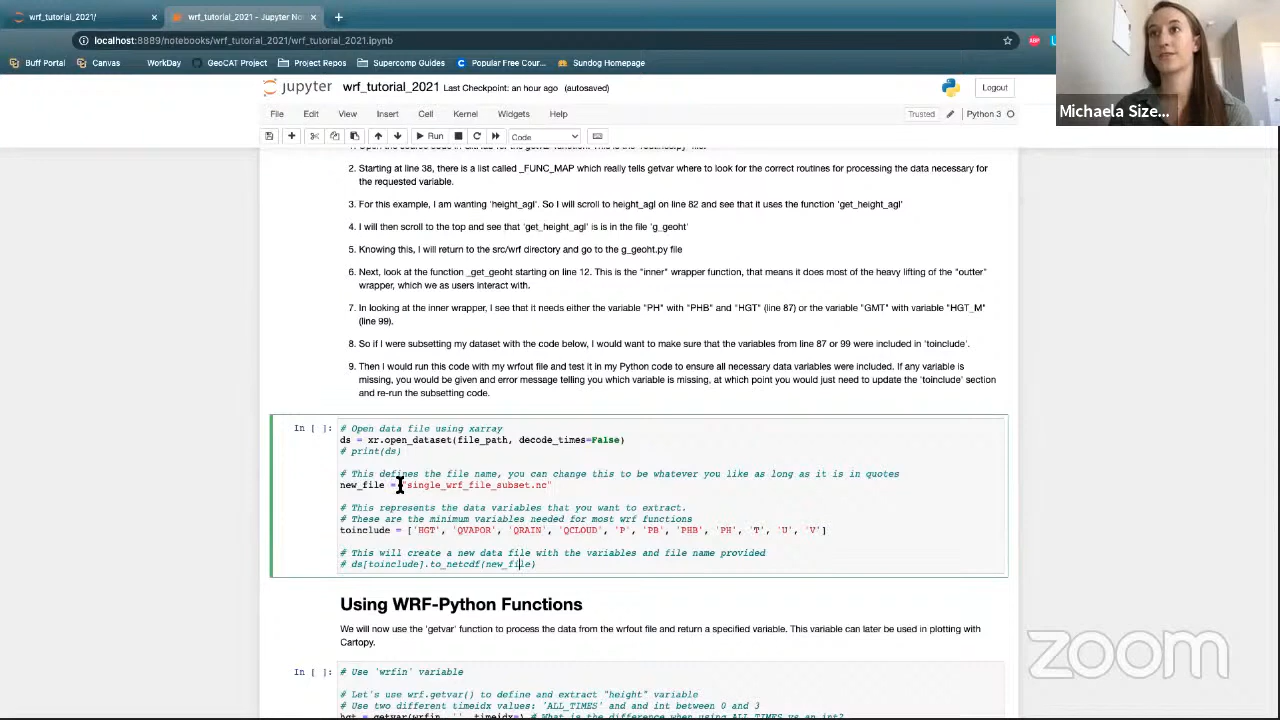 wrf_tutorial_2021/
wrf_tutorial_2021 - Jupyter No
localhost:8889/notebooks/wrf_tutorial_2021/wrf_tutorial_2021.ipynb
Buff Portal Canvas WorkDay GeoCAT Project Supercomp Guides Popular Free Cour... Sundog Homepage
jupyter wrf_tutorial_2021 Last Checkpoint: an hour ago (autosaved) Logout
File Edit View Insert Cell Kernel Widgets Help Trusted Python 3
Run Code
2. Starting at line 38, there is a list called _FUNC_MAP which really tells getvar where to look for the correct routines for processing the data necessary for
the requested variable.
3. For this example, I am wanting 'height_agl'. So I will scroll to height_agl on line 82 and see that it uses the function 'get_height_agl'
4. I will then scroll to the top and see that 'get_height_agl' is is in the file 'g_geoht'
5. Knowing this, I will return to the src/wrf directory and go to the g_geoht.py file
6. Next, look at the function _get_geoht starting on line 12. This is the "inner" wrapper function, that means it does most of the heavy lifting of the "outter"
wrapper, which we as users interact with.
7. In looking at the inner wrapper, I see that it needs either the variable "PH" with "PHB" and "HGT" (line 87) or the variable "GMT" with variable "HGT_M"
(line 99).
8. So if I were subsetting my dataset with the code below, I would want to make sure that the variables from line 87 or 99 were included in 'toinclude'.
9. Then I would run this code with my wrfout file and test it in my Python code to ensure all necessary data variables were included. If any variable is
missing, you would be given and error message telling you which variable is missing, at which point you would just need to update the 'toinclude' section
and re-run the subsetting code.
In [ ]: # Open data file using xarray
ds = xr.open_dataset(file_path, decode_times=False)
# print(ds)
# This defines the file name, you can change this to be whatever you like as long as it is in quotes
new_file = "single_wrf_file_subset.nc"
# This represents the data variables that you want to extract.
# These are the minimum variables needed for most wrf functions
toinclude = ['HGT', 'QVAPOR', 'QRAIN', 'QCLOUD', 'P', 'PB', 'PHB', 'PH', 'T', 'U', 'V']
# This will create a new data file with the variables and file name provided
# ds[toinclude].to_netcdf(new_file)
Using WRF-Python Functions
We will now use the 'getvar' function to process the data from the wrfout file and return a specified variable. This variable can later be used in plotting with
Cartopy.
In [ ]: # Use 'wrfin' variable
# Let's use wrf.getvar() to define and extract "height" variable
# Use two different timeidx values: 'ALL_TIMES' and and int between 0 and 3
hgt = getvar(wrfin, '', timeidx=) # What is the difference when using ALL_TIMES vs an int?
Michaela Size...
zoom